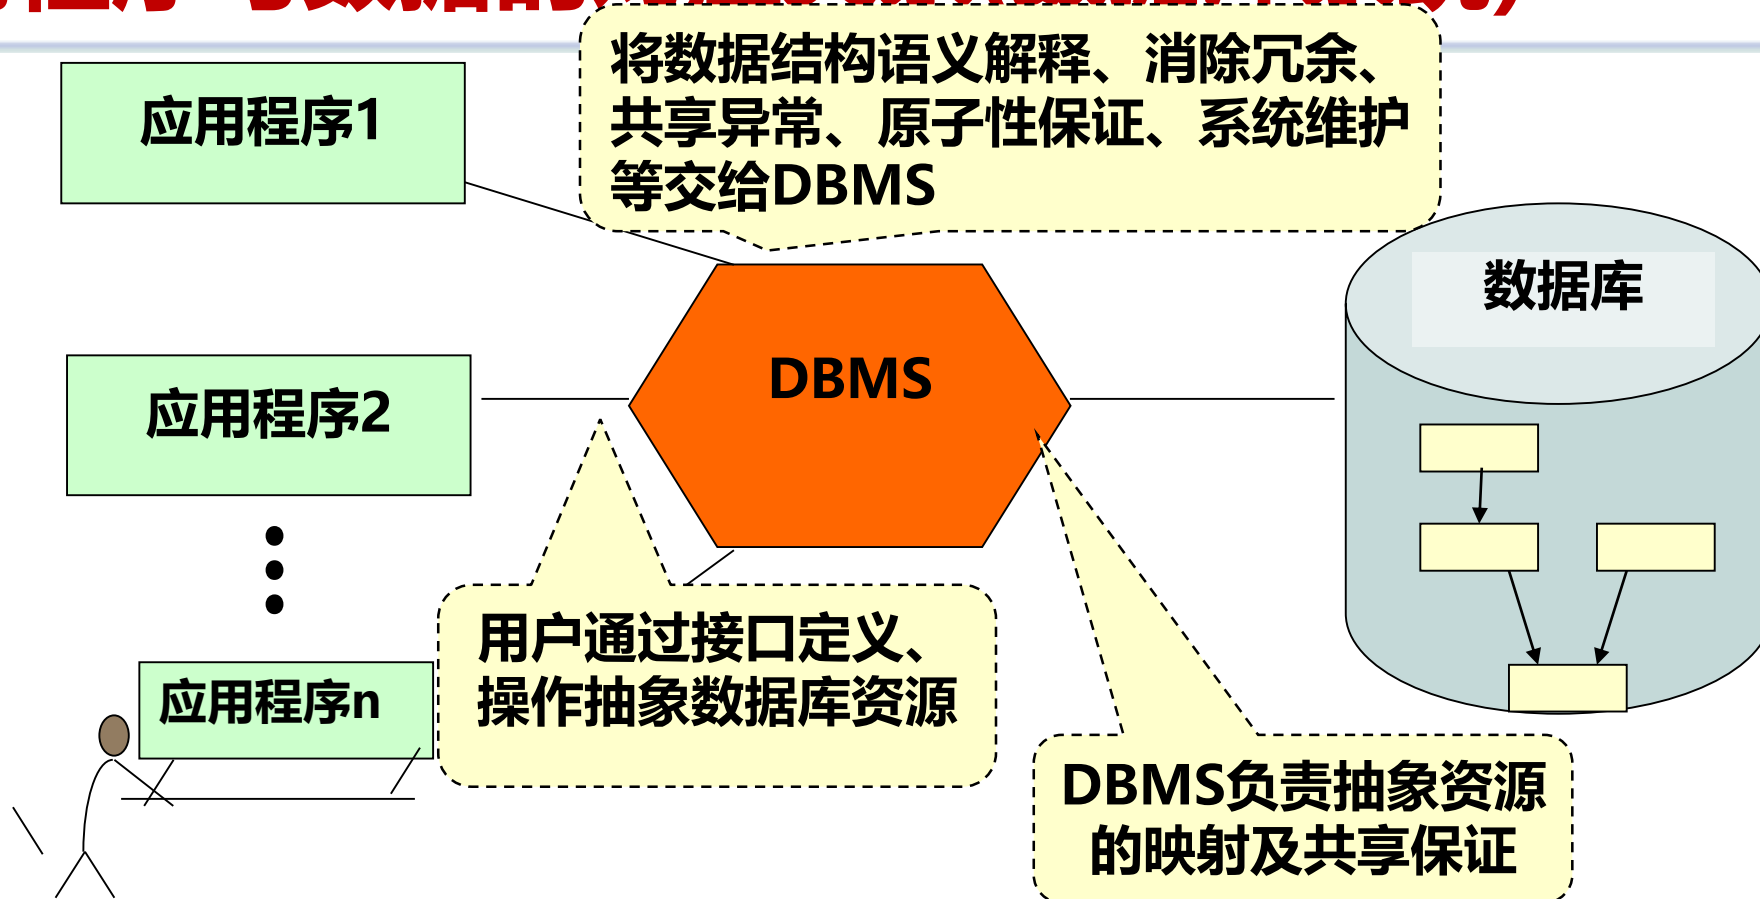 将数据结构语义解释、消除冗余、
共享异常、原子性保证、系统维护
等交给DBMS
应用程序1
数据库
DBMS
应用程序2
用户通过接口定义、
操作抽象数据库资源
应用程序n
DBMS负责抽象资源
的映射及共享保证